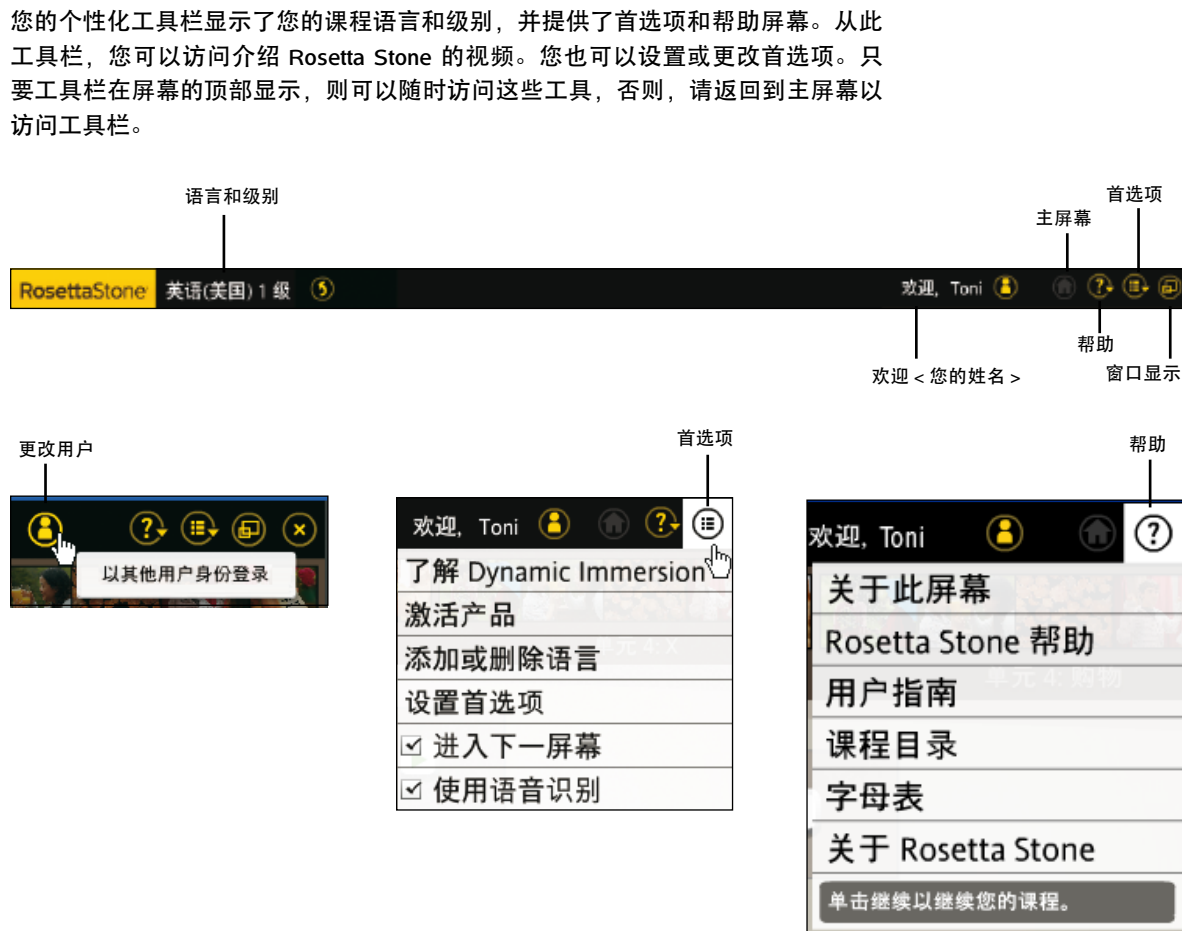 您的个性化工具栏显示了您的课程语言和级别，并提供了首选项和帮助屏幕。从此
工具栏，您可以访问介绍 Rosetta Stone 的视频。您也可以设置或更改首选项。只
要工具栏在屏幕的顶部显示，则可以随时访问这些工具，否则，请返回到主屏幕以
访问工具栏。
语言和级别
首选项
主屏幕
RosettaStone 英语(美国) 1 级
欢迎, Toni
帮助
欢迎 < 您的姓名 >
窗口显示
更改用户
以其他用户身份登录
首选项
欢迎, Toni
了解 Dynamic Immersion
激活产品
单元 4: X
添加或删除语言
设置首选项
进入下一屏幕
使用语音识别
帮助
欢迎, Toni
关于此屏幕
Rosetta Stone 帮助
单元 4: 购物
用户指南
课程目录
字母表
关于 Rosetta Stone
单击继续以继续您的课程。